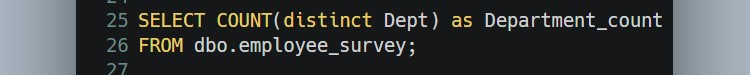 25 SELECT COUNT(distinct Dept) as Department_count
26 FROM dbo.employee_survey;
27